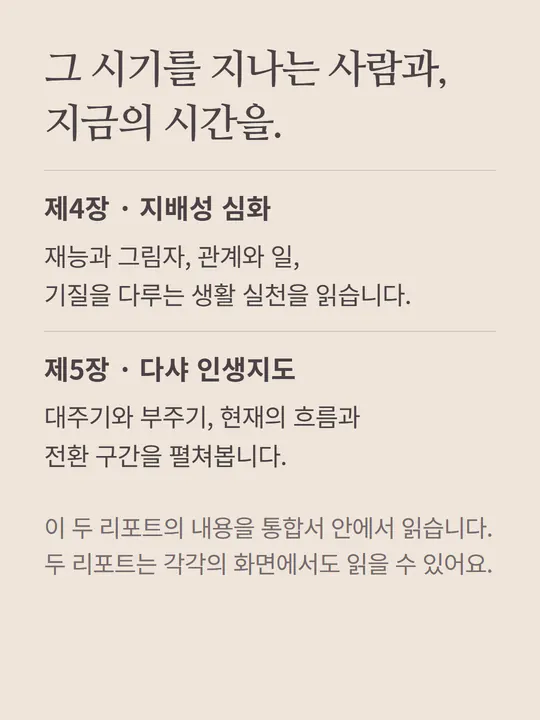 그 시기를 지나는 사람과,
지금의 시간을.
제4장 · 지배성 심화
재능과 그림자, 관계와 일,
기질을 다루는 생활 실천을 읽습니다.
제5장 · 다샤 인생지도
대주기와 부주기, 현재의 흐름과
전환 구간을 펼쳐봅니다.
이 두 리포트의 내용을 통합서 안에서 읽습니다.
두 리포트는 각각의 화면에서도 읽을 수 있어요.